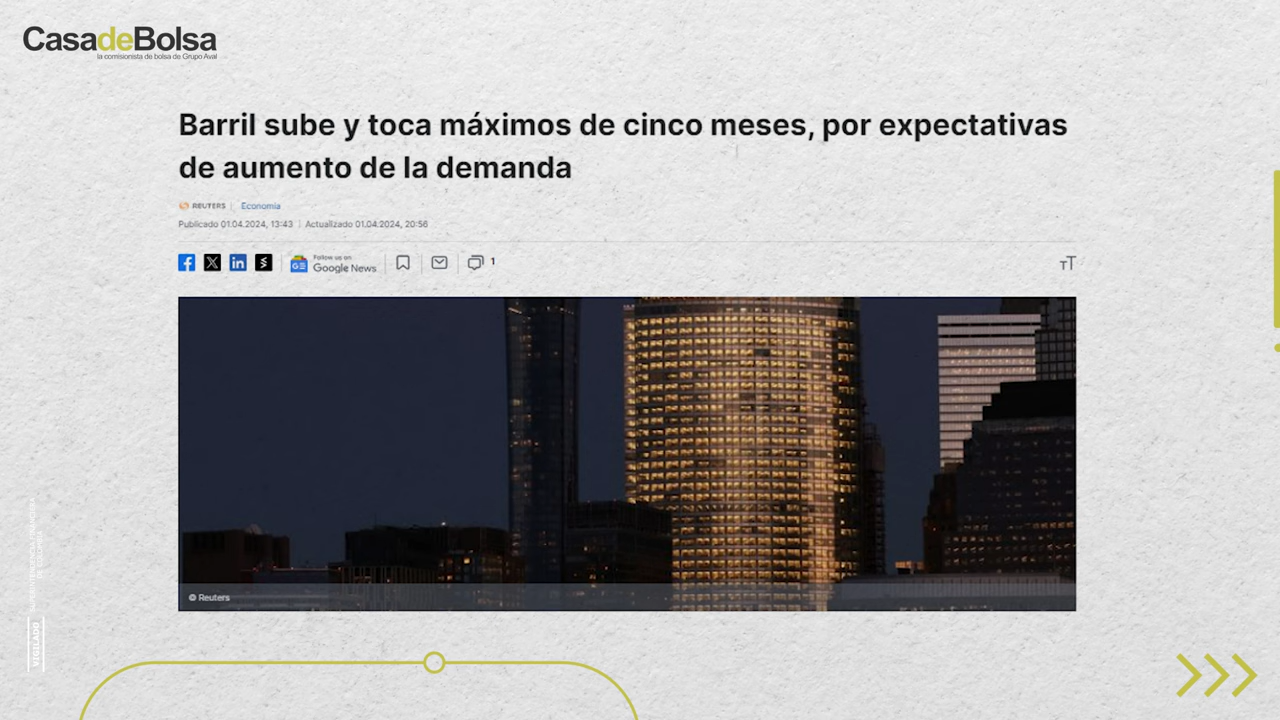 CasadeBolsa
la comisionista de bolsa de Grupo Aval
Barril sube y toca máximos de cinco meses, por expectativas
de aumento de la demanda
REUTERS | Economía
Publicado 01.04.2024, 13:43 | Actualizado 01.04.2024, 20:56
Follow us on
Google News
1
TT
© Reuters
VIGILADO